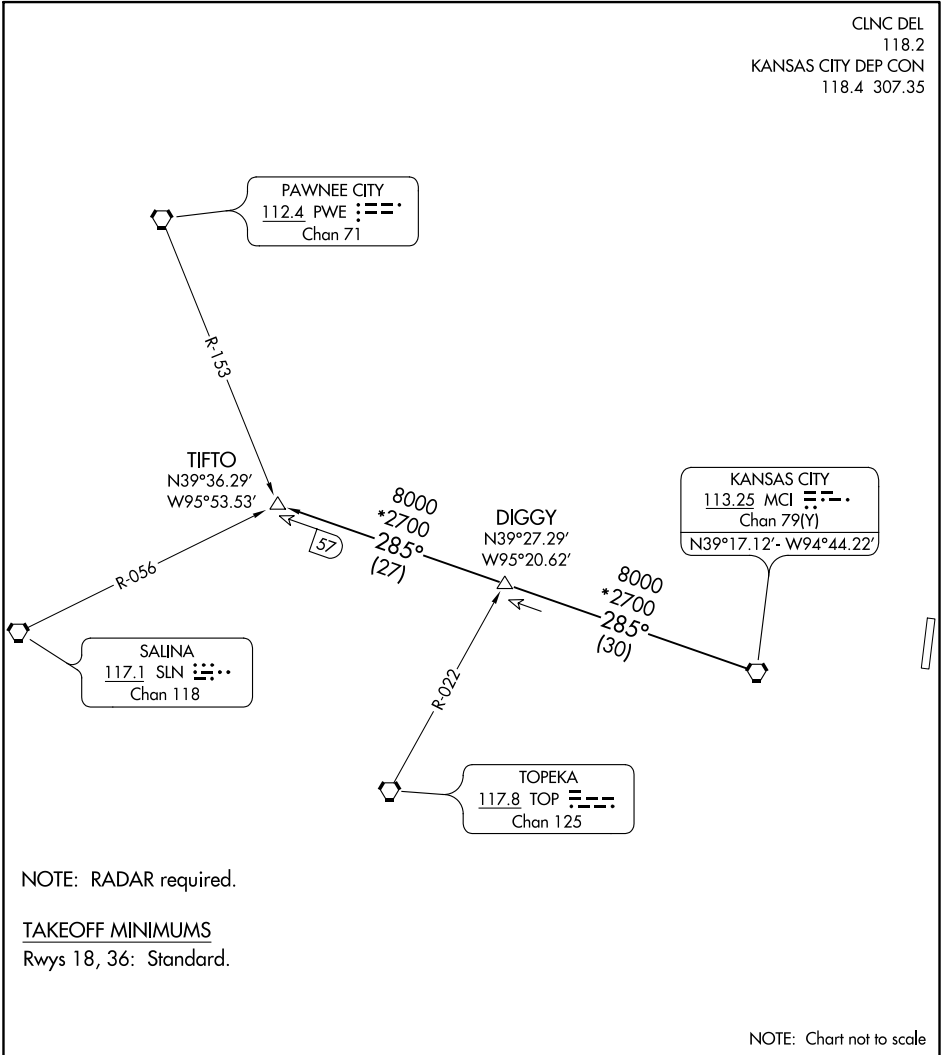 CLNC DEL
118.2
KANSAS CITY DEP CON
118.4 307.35
PAWNEE CITY
112.4 PWE
Chan 71
R-153
TIFTO
N39°36.29'
W95°53.53'
8000
*2700
285°
(27)
57
DIGGY
N39°27.29'
W95°20.62'
KANSAS CITY
113.25 MCI
Chan 79(Y)
N39°17.12'- W94°44.22'
8000
*2700
285°
(30)
R-056
SALINA
117.1 SLN
Chan 118
R-022
TOPEKA
117.8 TOP
Chan 125
NOTE: RADAR required.
TAKEOFF MINIMUMS
Rwys 18, 36: Standard.
NOTE: Chart not to scale